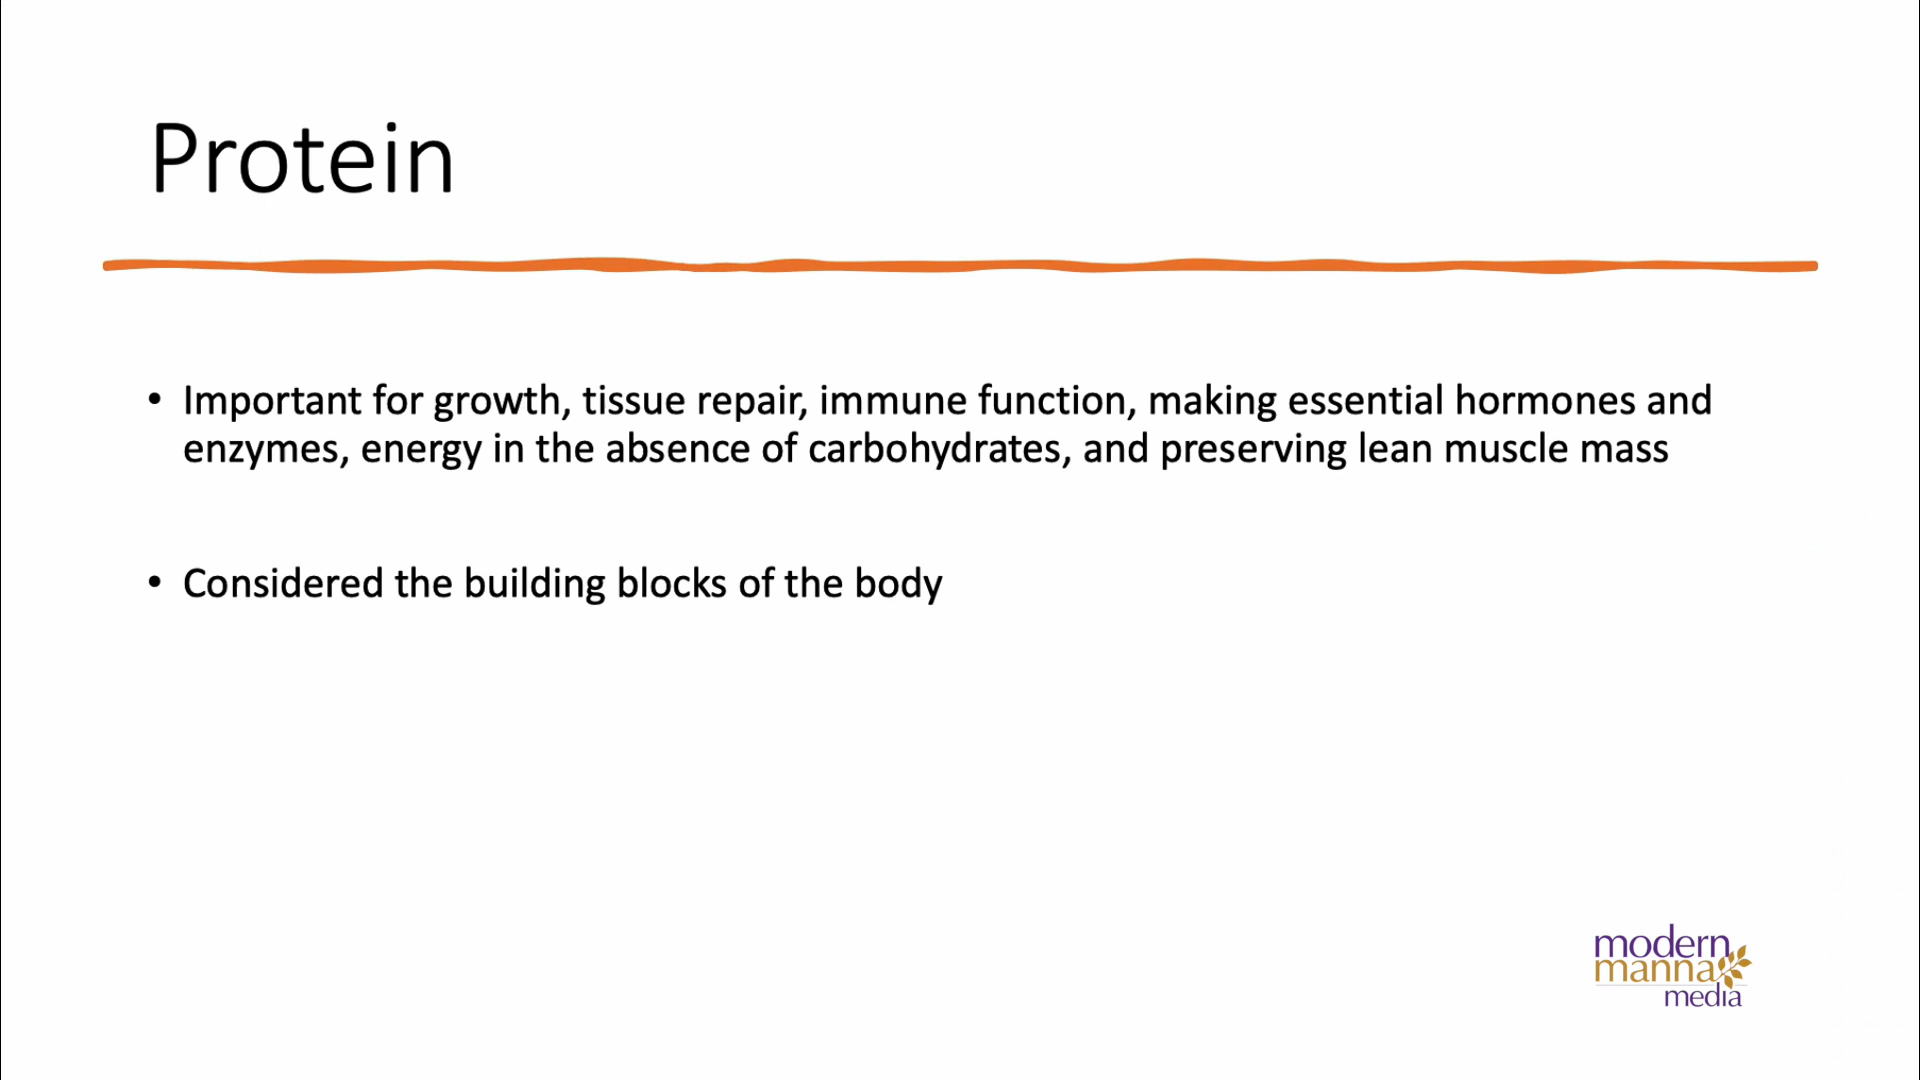 Protein
• Important for growth, tissue repair, immune function, making essential hormones and
enzymes, energy in the absence of carbohydrates, and preserving lean muscle mass
• Considered the building blocks of the body
modern
manna
media